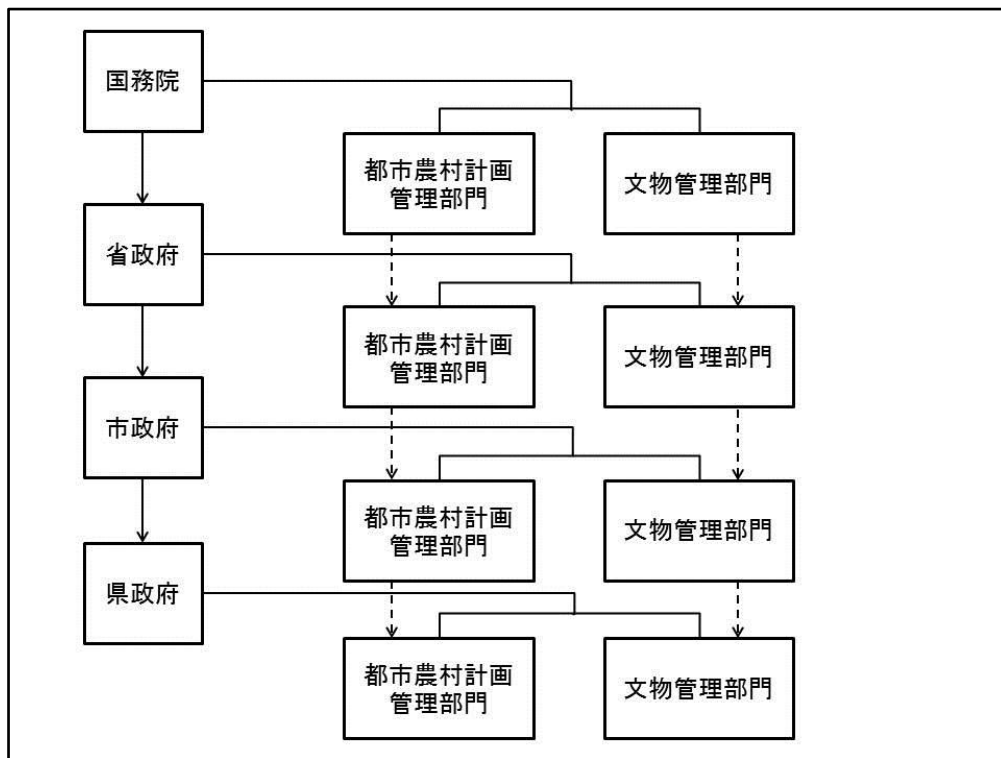 国務院
都市農村計画
管理部門
文物管理部門
省政府
都市農村計画
管理部門
文物管理部門
市政府
都市農村計画
管理部門
文物管理部門
県政府
都市農村計画
管理部門
文物管理部門